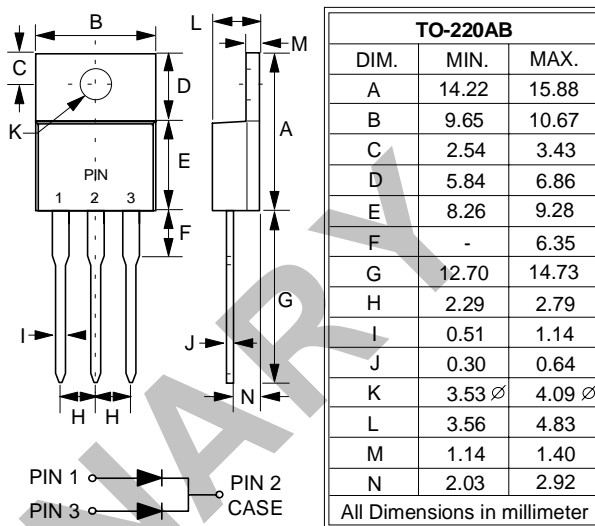 B
L
M
C
D
A
K
E
PIN
1 2 3
F
G
I
J
H H
N
PIN 1
PIN 3
PIN 2
CASE
TO-220AB
DIM. MIN. MAX.
A 14.22 15.88
B 9.65 10.67
C 2.54 3.43
D 5.84 6.86
E 8.26 9.28
F - 6.35
G 12.70 14.73
H 2.29 2.79
I 0.51 1.14
J 0.30 0.64
K 3.53 ∅ 4.09 ∅
L 3.56 4.83
M 1.14 1.40
N 2.03 2.92
All Dimensions in millimeter
NARY